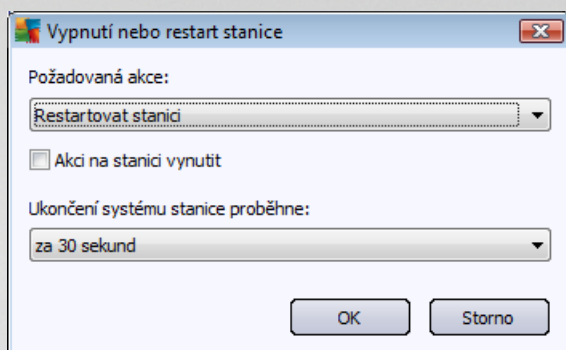 Vypnutí nebo restart stanice
Požadovaná akce:
Restartovat stanici
Akci na stanici vynutit
Ukončení systému stanice proběhne:
za 30 sekund
OK Storno